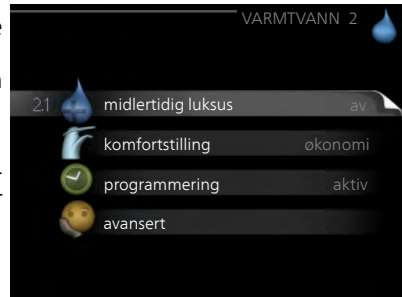 VARMTVANN 2
2.1 midlertidig luksus av
komfortstilling økonomi
programmering aktiv
avansert